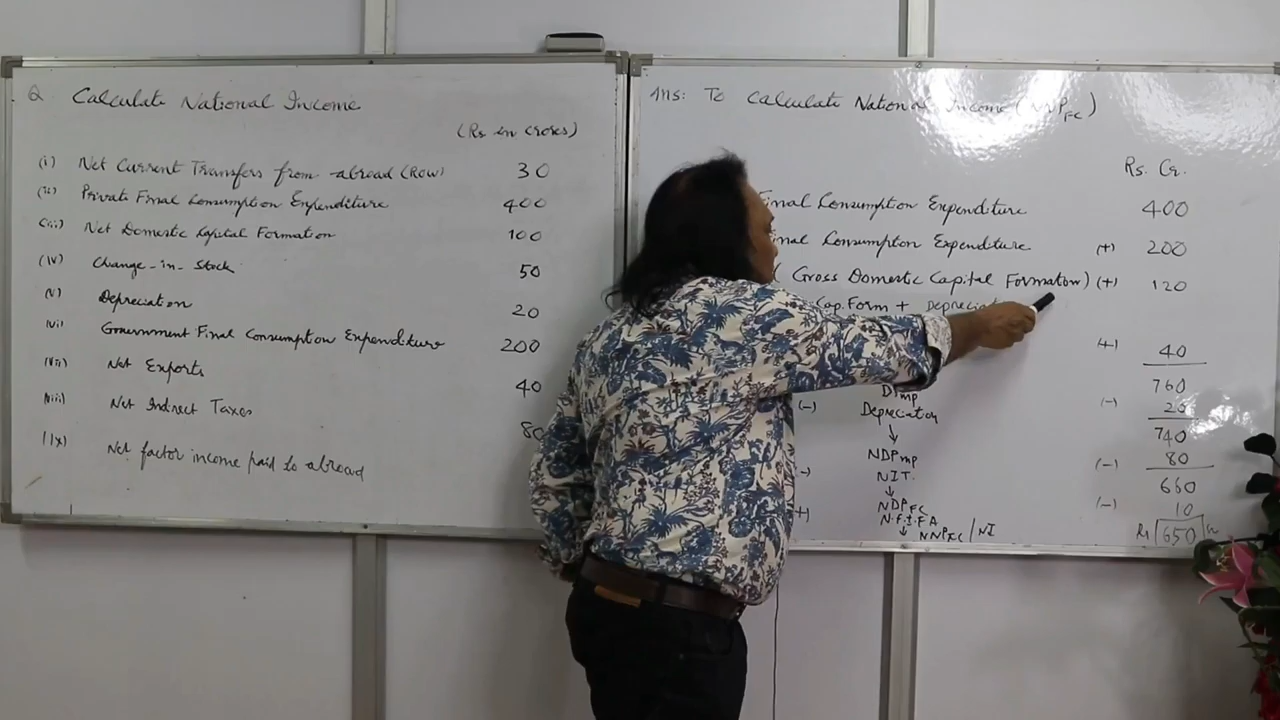 Q Calculate National Income
(Rs in crores)
(i) Net Current Transfers from abroad (ROW) 30
(ii) Private Final Consumption Expenditure 400
(iii) Net Domestic Capital Formation 100
(iv) Change-in-Stock 50
(v) Depreciation 20
(vi) Government Final Consumption Expenditure 200
(vii) Net Exports 40
(viii) Net Indirect Taxes 80
(ix) Net factor income paid to abroad
Ans: To Calculate National Income (NNP FC)
Rs. Cr.
Final Consumption Expenditure 400
Final Consumption Expenditure (+) 200
( Gross Domestic Capital Formation) (+) 120
Cap. Form + Depreciat
(+) 40
760
(-) Depreciation (-) 20
740
↓
NDPmp (-) 80
(-) NIT. 660
↓
NDPFC (-) 10
(+) N.F.I.F.A
↓ NNPFC/NI Rs 650